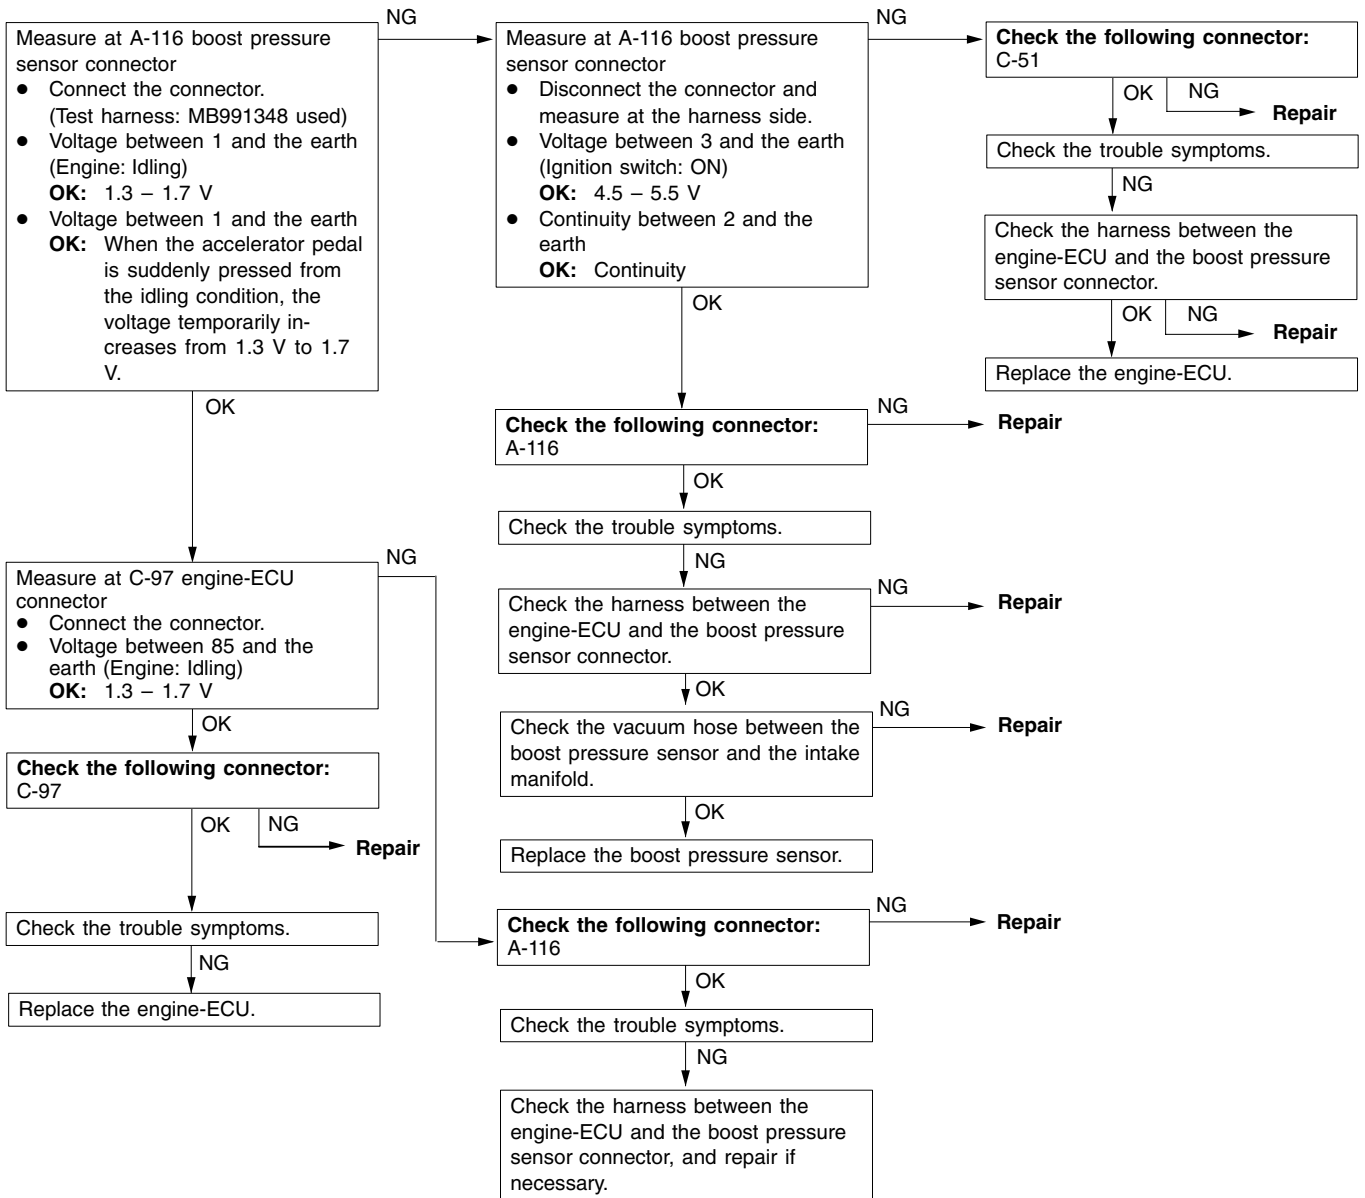 NG
Measure at A-116 boost pressure
sensor connector
● Connect the connector.
(Test harness: MB991348 used)
● Voltage between 1 and the earth
(Engine: Idling)
OK: 1.3 – 1.7 V
● Voltage between 1 and the earth
OK: When the accelerator pedal
is suddenly pressed from
the idling condition, the
voltage temporarily in-
creases from 1.3 V to 1.7
V.
OK
NG
Measure at C-97 engine-ECU
connector
● Connect the connector.
● Voltage between 85 and the
earth (Engine: Idling)
OK: 1.3 – 1.7 V
OK
Check the following connector:
C-97
OK
NG
Repair
Check the trouble symptoms.
NG
Replace the engine-ECU.
NG
Measure at A-116 boost pressure
sensor connector
● Disconnect the connector and
measure at the harness side.
● Voltage between 3 and the earth
(Ignition switch: ON)
OK: 4.5 – 5.5 V
● Continuity between 2 and the
earth
OK: Continuity
OK
Check the following connector:
A-116
NG
Repair
OK
Check the trouble symptoms.
NG
Check the harness between the
engine-ECU and the boost pressure
sensor connector.
NG
Repair
OK
Check the vacuum hose between the
boost pressure sensor and the intake
manifold.
NG
Repair
OK
Replace the boost pressure sensor.
Check the following connector:
A-116
NG
Repair
OK
Check the trouble symptoms.
NG
Check the harness between the
engine-ECU and the boost pressure
sensor connector, and repair if
necessary.
Check the following connector:
C-51
OK
NG
Repair
Check the trouble symptoms.
NG
Check the harness between the
engine-ECU and the boost pressure
sensor connector.
OK
NG
Repair
Replace the engine-ECU.